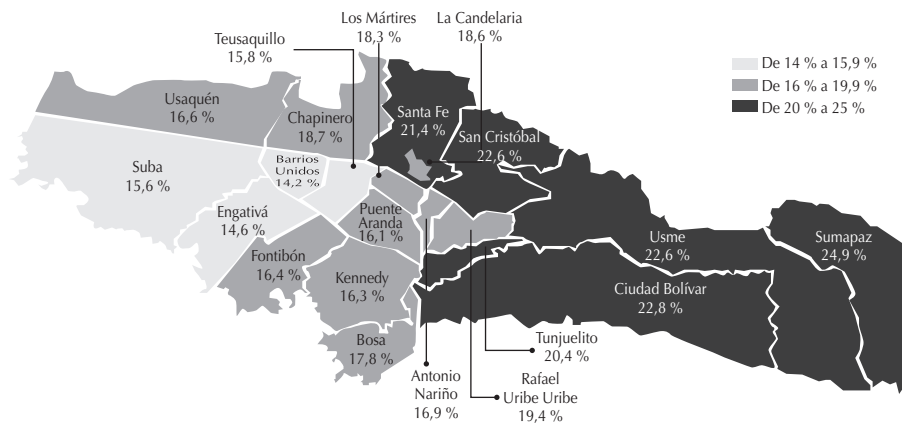 Los Mártires
18,3 %
La Candelaria
18,6 %
Teusaquillo
15,8 %
De 14 % a 15,9 %
De 16 % a 19,9 %
De 20 % a 25 %
Usaquén
16,6 %
Chapinero
18,7 %
Santa Fe
21,4 %
San Cristóbal
22,6 %
Suba
15,6 %
Barrios
Unidos
14,2 %
Engativá
14,6 %
Puente
Aranda
16,1 %
Fontibón
16,4 %
Kennedy
16,3 %
Bosa
17,8 %
Usme
22,6 %
Sumapaz
24,9 %
Ciudad Bolívar
22,8 %
Tunjuelito
20,4 %
Antonio
Nariño
16,9 %
Rafael
Uribe Uribe
19,4 %